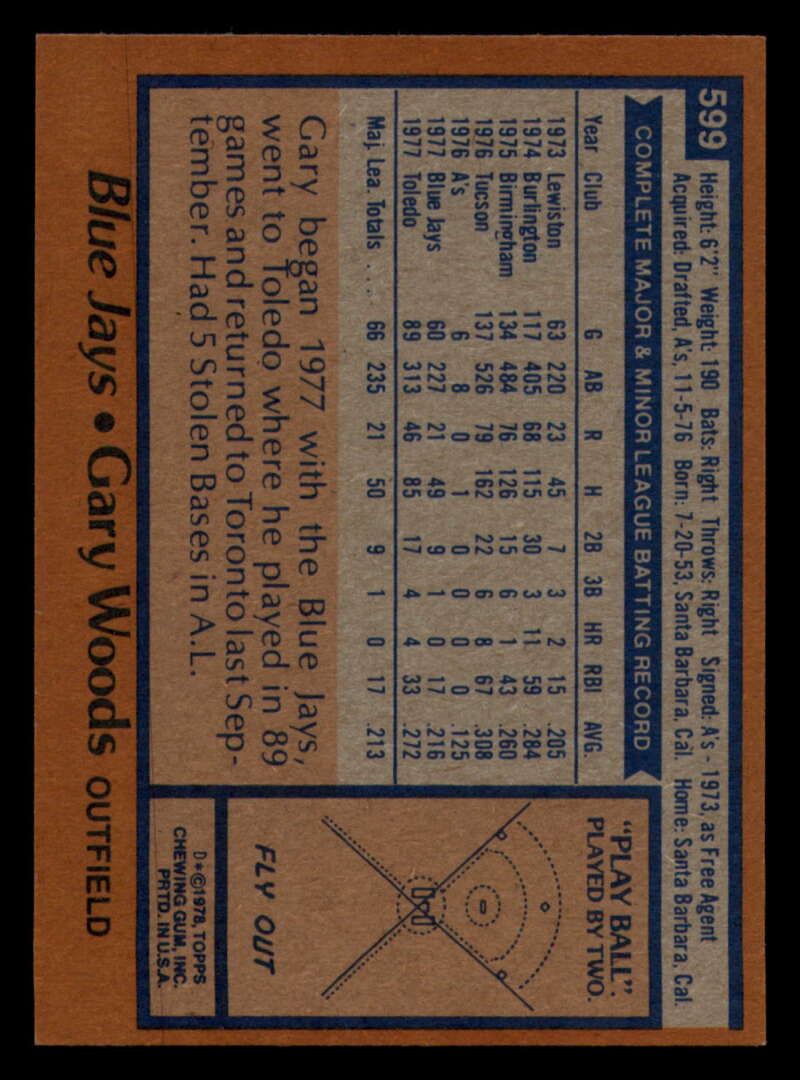 599
Height: 6'2" Weight: 190 Bats: Right Throws: Right Signed: A's - 1973, as Free Agent
Acquired: Drafted, A's, 11-5-76 Born: 7-20-53, Santa Barbara, Cal. Home: Santa Barbara, Cal.
COMPLETE MAJOR & MINOR LEAGUE BATTING RECORD
Year Club G AB R H 2B 3B HR RBI AVG.
1973 Lewiston 63 220 23 45 7 3 2 15 .205
1974 Burlington 117 405 68 115 30 3 11 59 .284
1975 Birmingham 134 484 76 126 15 6 1 43 .260
1976 Tucson 137 526 79 162 22 6 8 67 .308
1976 A's 6 8 0 1 0 0 0 0 .125
1977 Blue Jays 60 227 21 49 9 1 0 17 .216
1977 Toledo 89 313 46 85 17 4 4 33 .272
Maj. Lea. Totals .... 66 235 21 50 9 1 0 17 .213
Gary began 1977 with the Blue Jays,
went to Toledo where he played in 89
games and returned to Toronto last Sep-
tember. Had 5 Stolen Bases in A.L.
"PLAY BALL".
PLAYED BY TWO.
FLY OUT
D*©1978, TOPPS
CHEWING GUM, INC.
PRTD. IN U.S.A.
Blue Jays • Gary Woods OUTFIELD